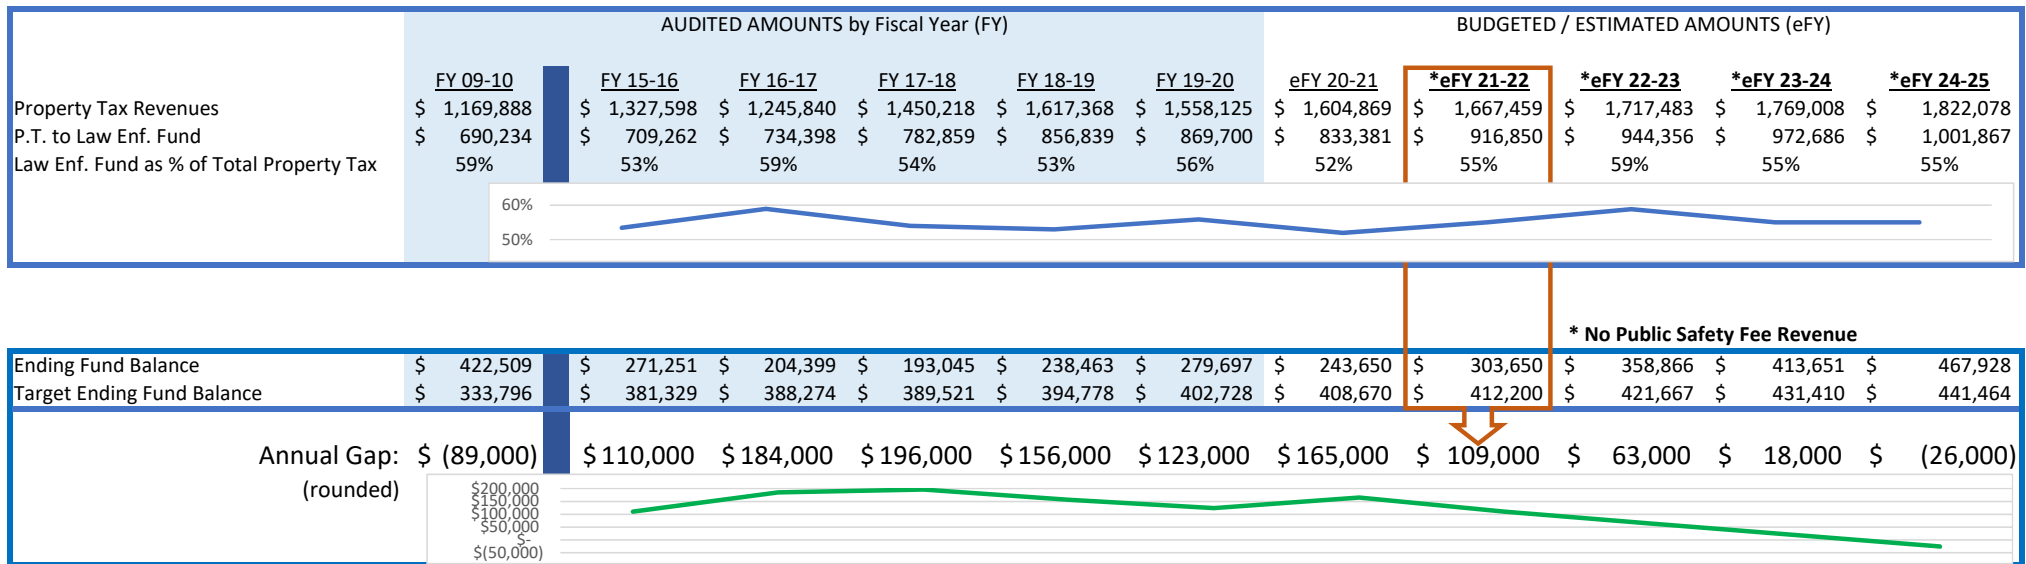 AUDITED AMOUNTS by Fiscal Year (FY) BUDGETED / ESTIMATED AMOUNTS (eFY)
FY 09-10 FY 15-16 FY 16-17 FY 17-18 FY 18-19 FY 19-20 eFY 20-21 *eFY 21-22 *eFY 22-23 *eFY 23-24 *eFY 24-25
Property Tax Revenues $ 1,169,888 $ 1,327,598 $ 1,245,840 $ 1,450,218 $ 1,617,368 $ 1,558,125 $ 1,604,869 $ 1,667,459 $ 1,717,483 $ 1,769,008 $ 1,822,078
P.T. to Law Enf. Fund $ 690,234 $ 709,262 $ 734,398 $ 782,859 $ 856,839 $ 869,700 $ 833,381 $ 916,850 $ 944,356 $ 972,686 $ 1,001,867
Law Enf. Fund as % of Total Property Tax 59% 53% 59% 54% 53% 56% 52% 55% 59% 55% 55%
60%
50%
* No Public Safety Fee Revenue
Ending Fund Balance $ 422,509 $ 271,251 $ 204,399 $ 193,045 $ 238,463 $ 279,697 $ 243,650 $ 303,650 $ 358,866 $ 413,651 $ 467,928
Target Ending Fund Balance $ 333,796 $ 381,329 $ 388,274 $ 389,521 $ 394,778 $ 402,728 $ 408,670 $ 412,200 $ 421,667 $ 431,410 $ 441,464
Annual Gap: $ (89,000) $ 110,000 $ 184,000 $ 196,000 $ 156,000 $ 123,000 $ 165,000 $ 109,000 $ 63,000 $ 18,000 $ (26,000)
(rounded)
$200,000
$150,000
$100,000
$50,000
$-
$(50,000)